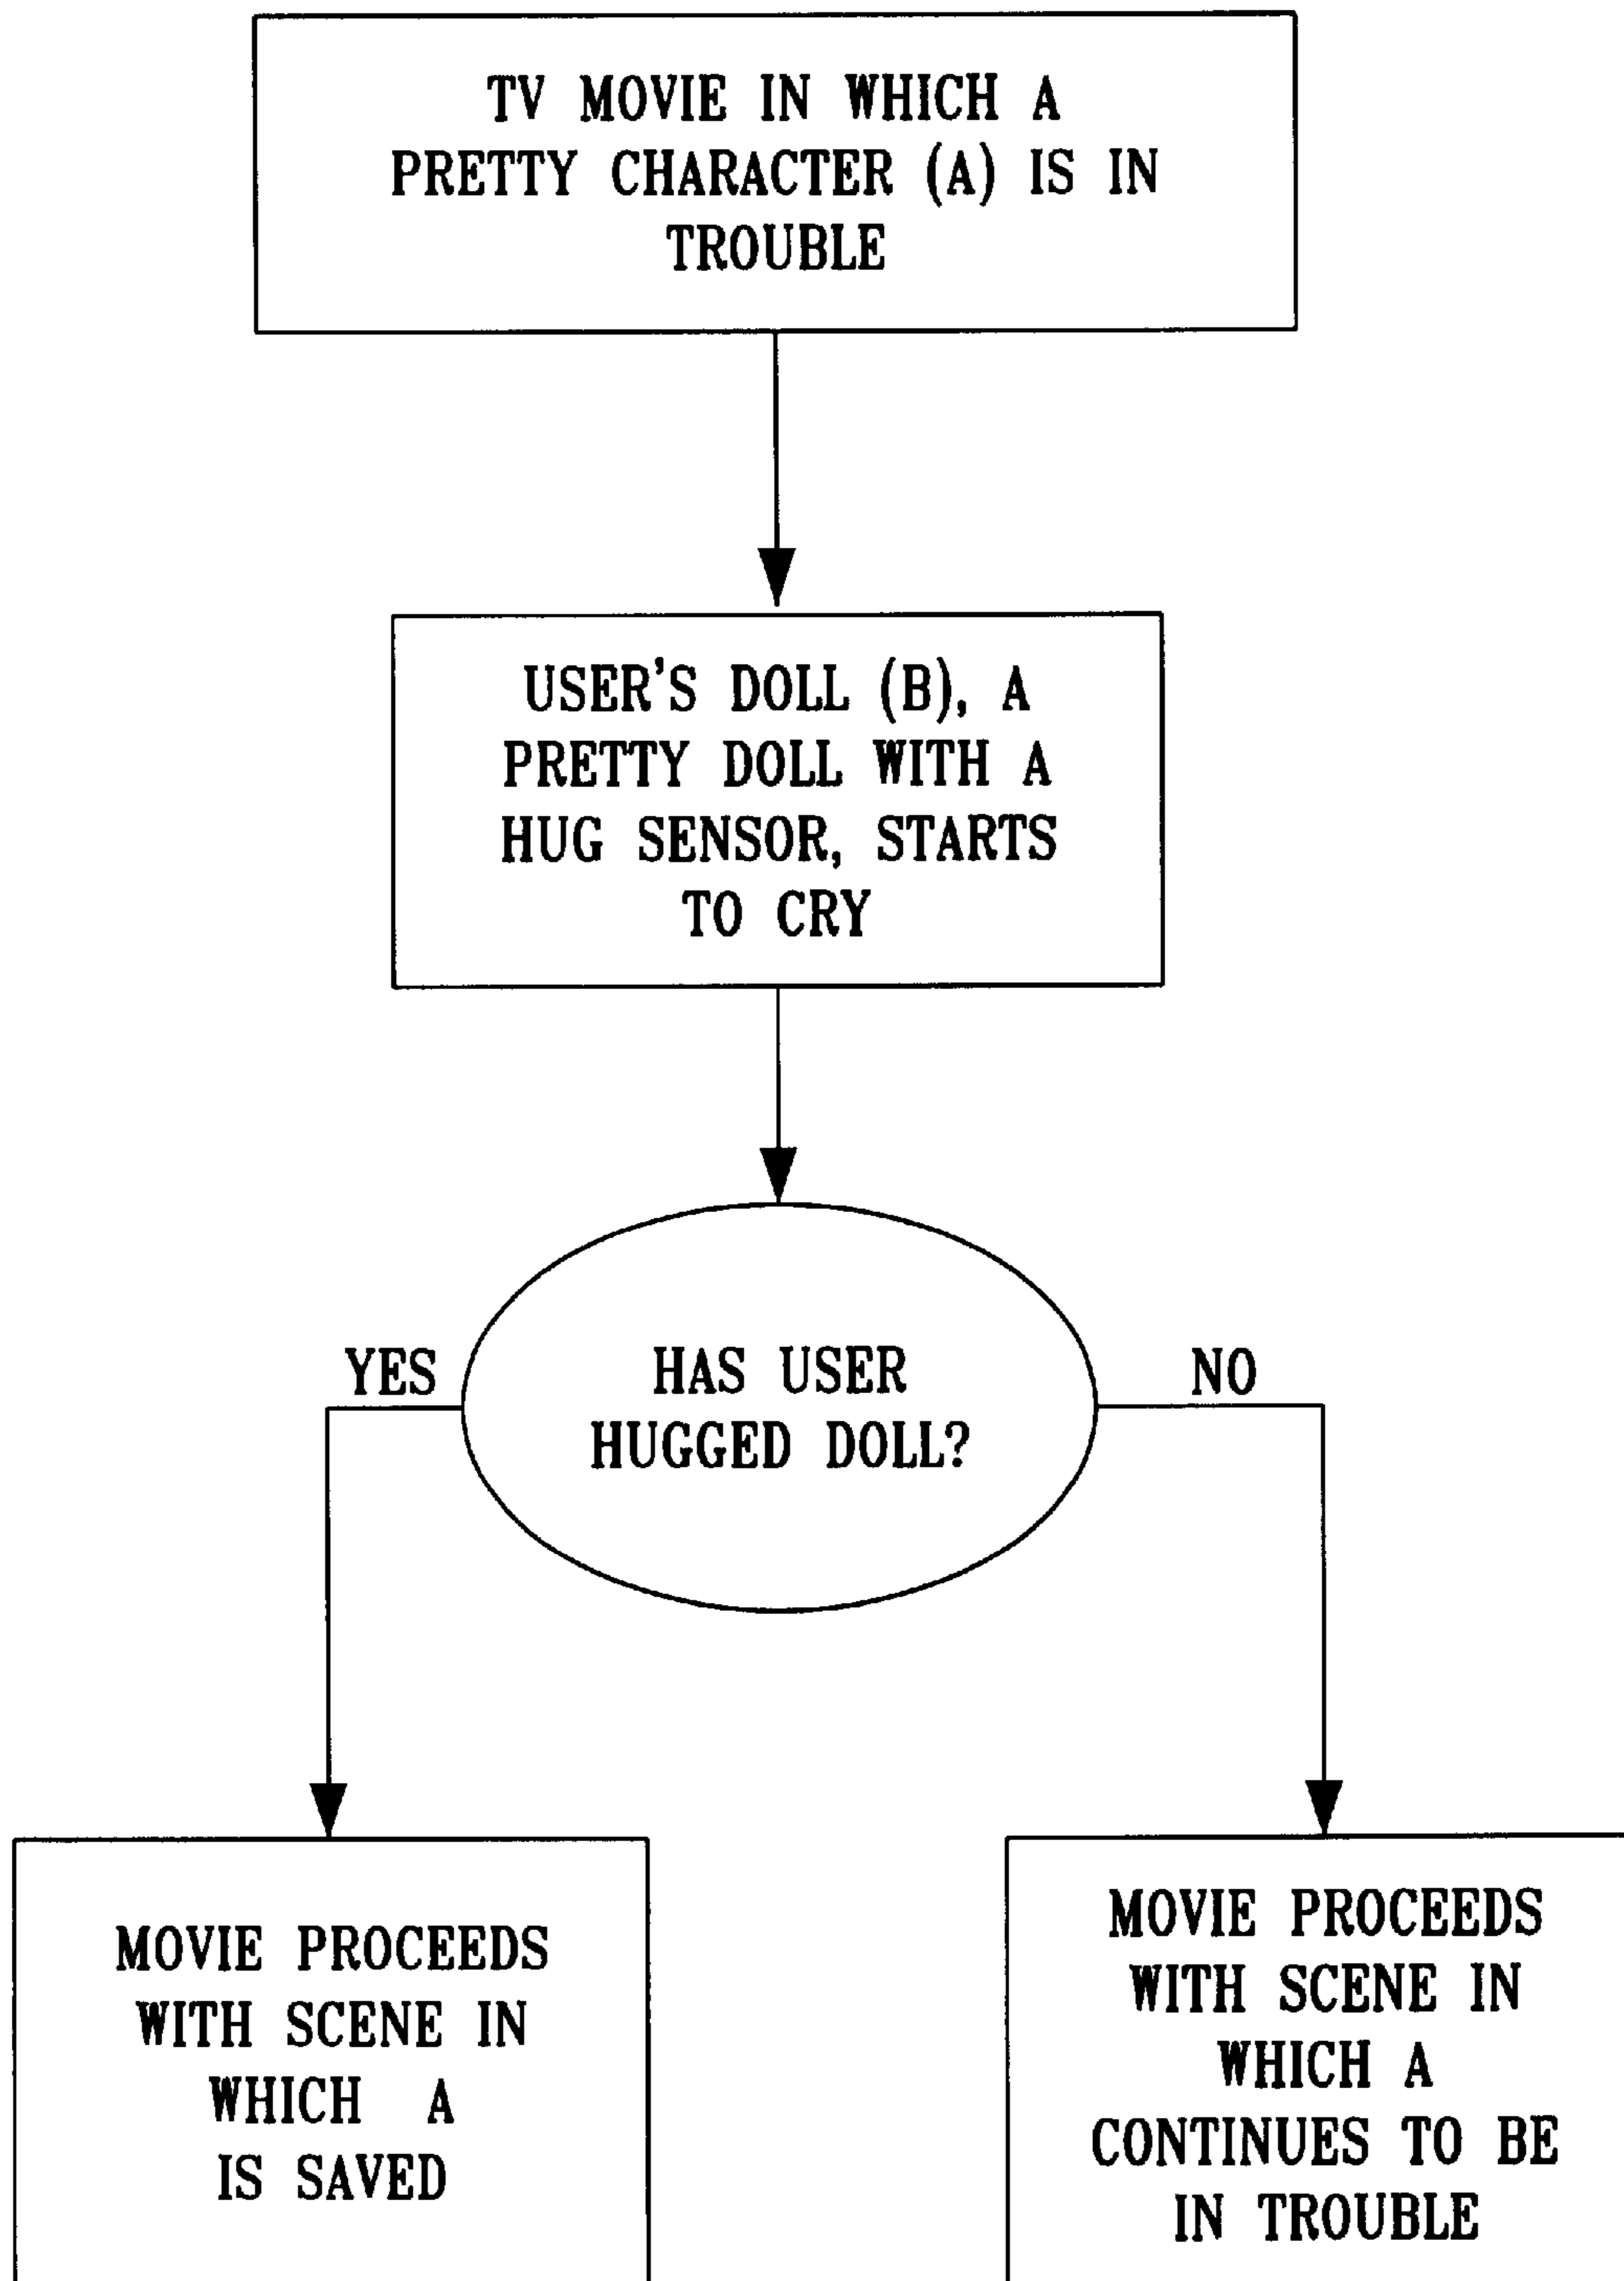 TV MOVIE IN WHICH A
PRETTY CHARACTER (A) IS IN
TROUBLE
USER'S DOLL (B), A
PRETTY DOLL WITH A
HUG SENSOR, STARTS
TO CRY
HAS USER
HUGGED DOLL?
YES
NO
MOVIE PROCEEDS
WITH SCENE IN
WHICH A
IS SAVED
MOVIE PROCEEDS
WITH SCENE IN
WHICH A
CONTINUES TO BE
IN TROUBLE